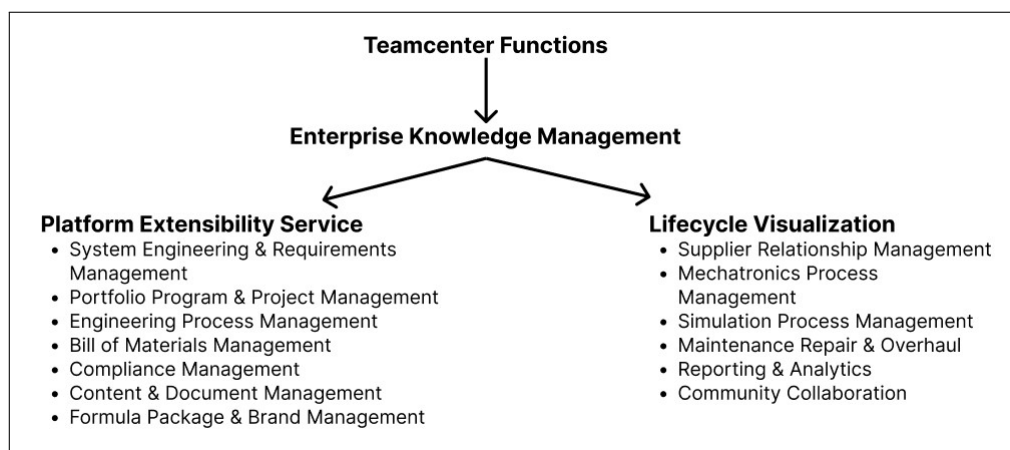 Teamcenter Functions
Enterprise Knowledge Management
Platform Extensibility Service
• System Engineering & Requirements
Management
• Portfolio Program & Project Management
• Engineering Process Management
• Bill of Materials Management
• Compliance Management
• Content & Document Management
• Formula Package & Brand Management
Lifecycle Visualization
• Supplier Relationship Management
• Mechatronics Process
Management
• Simulation Process Management
• Maintenance Repair & Overhaul
• Reporting & Analytics
• Community Collaboration